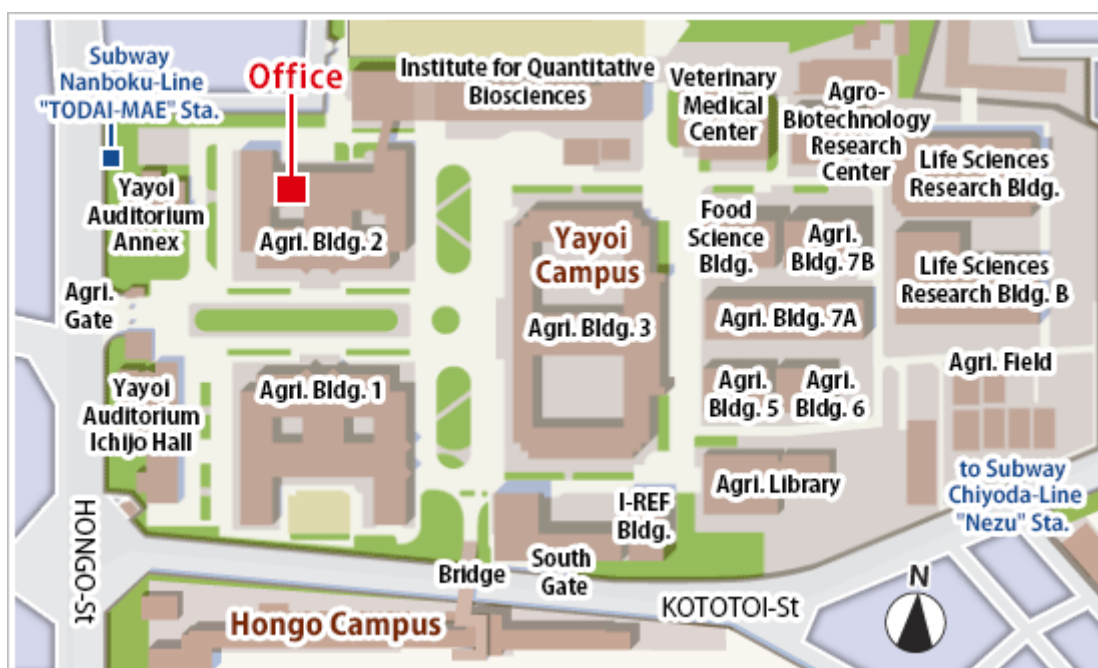 Subway
Nanboku-Line
"TODAI-MAE" Sta.
Office
Institute for Quantitative
Biosciences
Veterinary
Medical
Center
Agro-
Biotechnology
Research
Center
Life Sciences
Research Bldg.
Yayoi
Auditorium
Annex
Agri. Bldg. 2
Yayoi
Campus
Food
Science
Bldg.
Agri.
Bldg. 7B
Life Sciences
Research Bldg. B
Agri.
Gate
Agri. Bldg. 3
Agri. Bldg. 7A
Agri. Field
Yayoi
Auditorium
Ichijo Hall
Agri. Bldg. 1
Agri.
Bldg. 5
Agri.
Bldg. 6
Agri. Library
to Subway
Chiyoda-Line
"Nezu" Sta.
I-REF
Bldg.
HONGO-St
Bridge
South
Gate
KOTOTOI-St
N
Hongo Campus